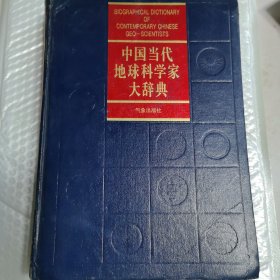 BIOGRAPHICAL DICTIONARY
OF
CONTEMPORARY CHINESE
GEO-SCIENTISTS
中国当代
地球科学家
大辞典
气象出版社